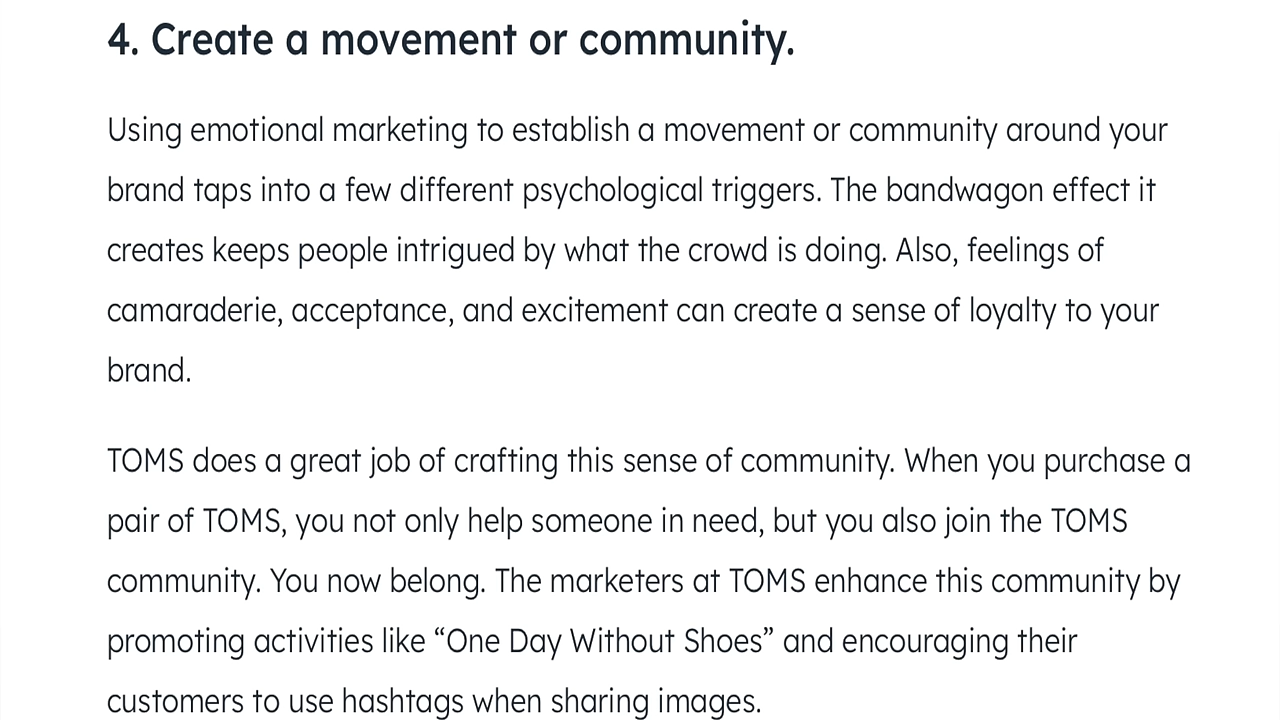 4. Create a movement or community.
Using emotional marketing to establish a movement or community around your
brand taps into a few different psychological triggers. The bandwagon effect it
creates keeps people intrigued by what the crowd is doing. Also, feelings of
camaraderie, acceptance, and excitement can create a sense of loyalty to your
brand.
TOMS does a great job of crafting this sense of community. When you purchase a
pair of TOMS, you not only help someone in need, but you also join the TOMS
community. You now belong. The marketers at TOMS enhance this community by
promoting activities like “One Day Without Shoes” and encouraging their
customers to use hashtags when sharing images.